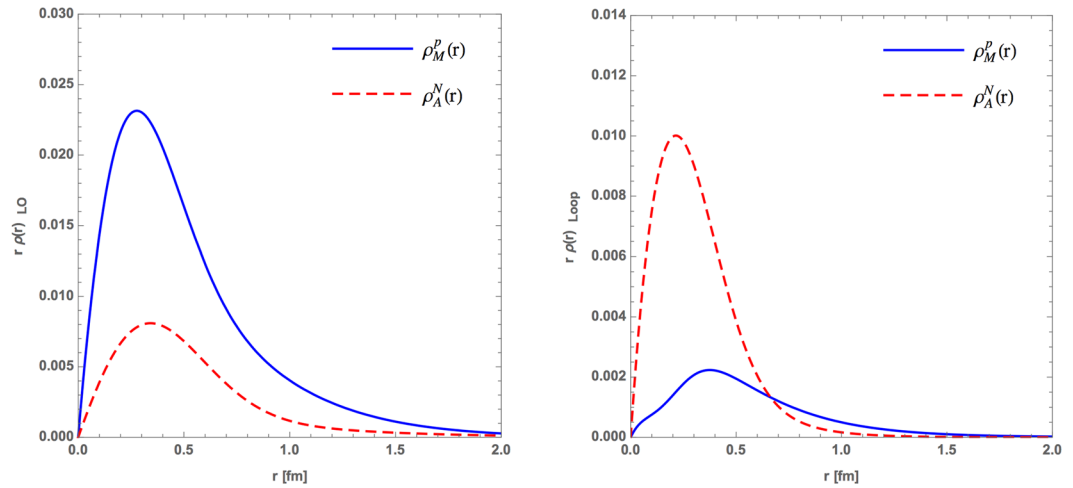 0.030
0.025
0.020
0.015
0.010
0.005
0.000
r ρ(r) LO
ρ_M^p(r)
ρ_A^N(r)
0.0 0.5 1.0 1.5 2.0
r [fm]
0.014
0.012
0.010
0.008
0.006
0.004
0.002
0.000
r ρ(r) Loop
ρ_M^p(r)
ρ_A^N(r)
0.0 0.5 1.0 1.5 2.0
r [fm]